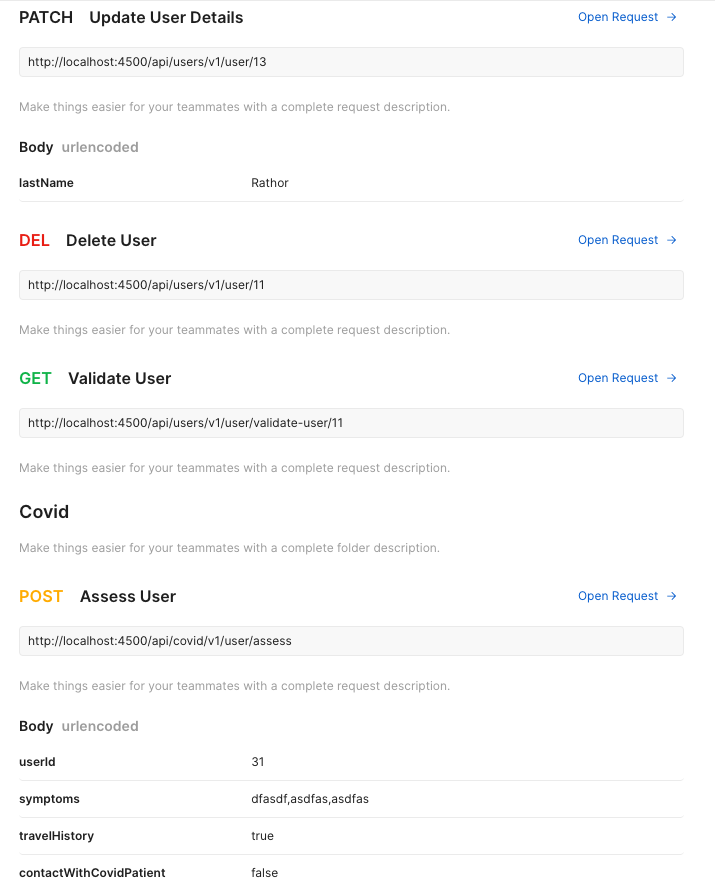 PATCH Update User Details Open Request →
http://localhost:4500/api/users/v1/user/13
Make things easier for your teammates with a complete request description.
Body urlencoded
lastName Rathor
DEL Delete User Open Request →
http://localhost:4500/api/users/v1/user/11
Make things easier for your teammates with a complete request description.
GET Validate User Open Request →
http://localhost:4500/api/users/v1/user/validate-user/11
Make things easier for your teammates with a complete request description.
Covid
Make things easier for your teammates with a complete folder description.
POST Assess User Open Request →
http://localhost:4500/api/covid/v1/user/assess
Make things easier for your teammates with a complete request description.
Body urlencoded
userId 31
symptoms dfasdf,asdfas,asdfas
travelHistory true
contactWithCovidPatient false